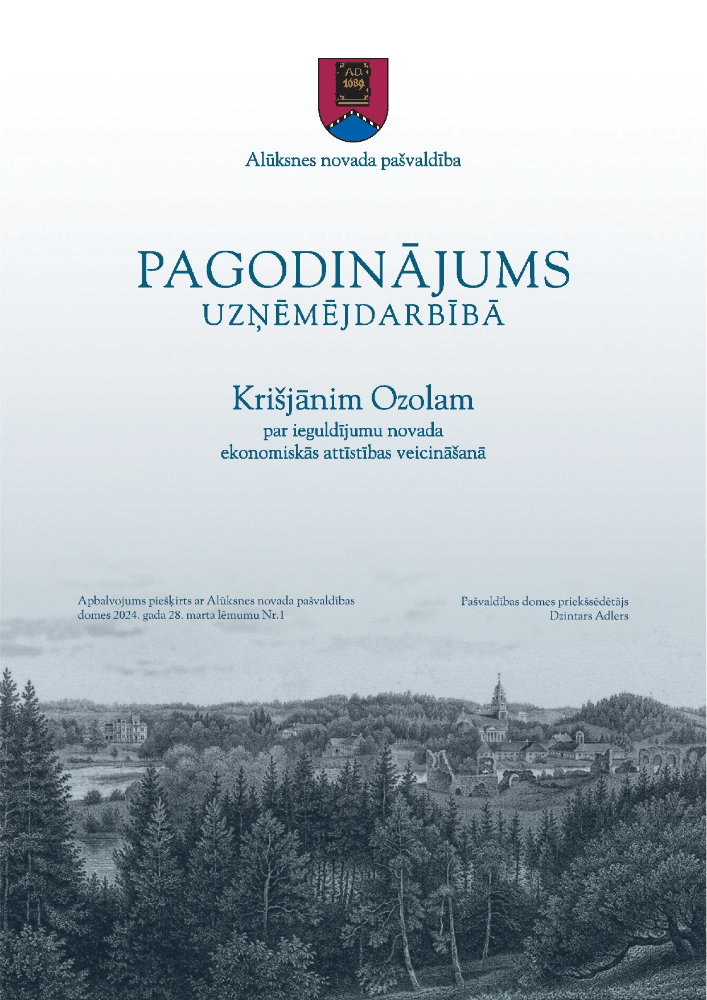 A.D.
1689
Alūksnes novada pašvaldība
PAGODINĀJUMS
UZŅĒMĒJDARBĪBĀ
Krišjānim Ozolam
par ieguldījumu novada
ekonomiskās attīstības veicināšanā
Apbalvojums piešķirts ar Alūksnes novada pašvaldības
domes 2024. gada 28. marta lēmumu Nr.1
Pašvaldības domes priekšsēdētājs
Dzintars Adlers